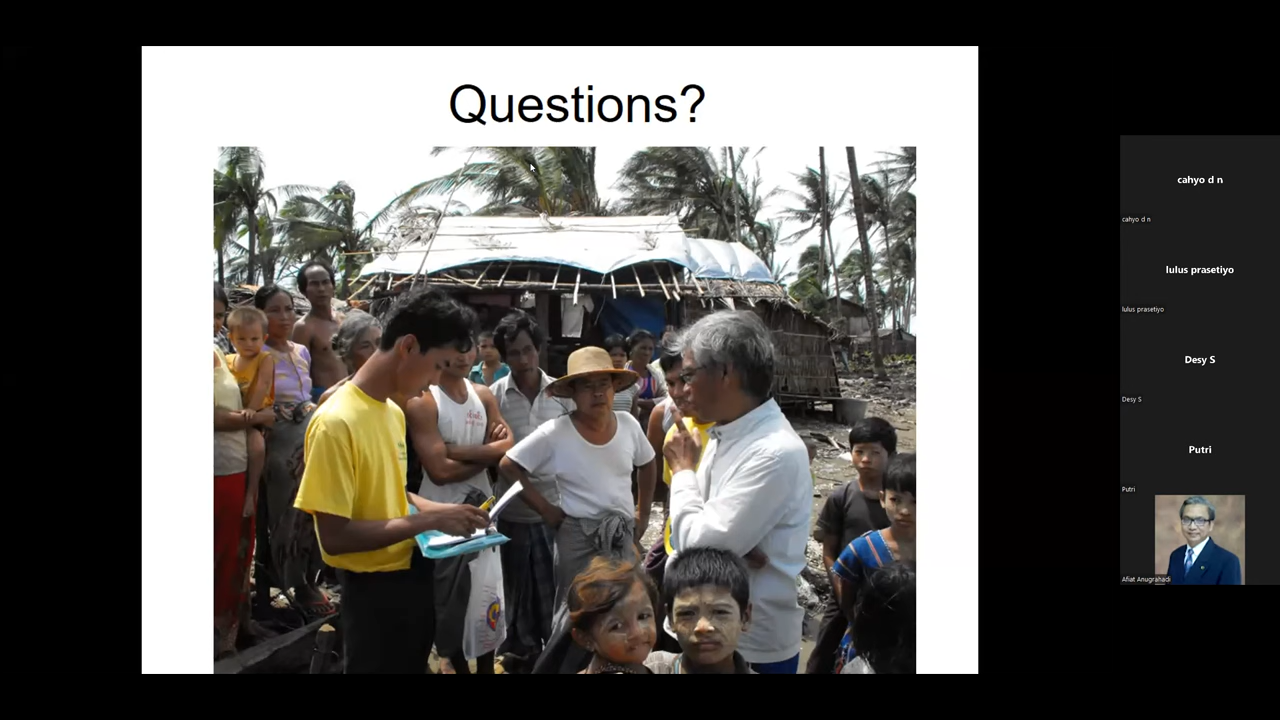 Questions?
cahyo d n
cahyo d n
lulus prasetiyo
lulus prasetiyo
Desy S
Desy S
Putri
Putri
Afiat Anugrahadi